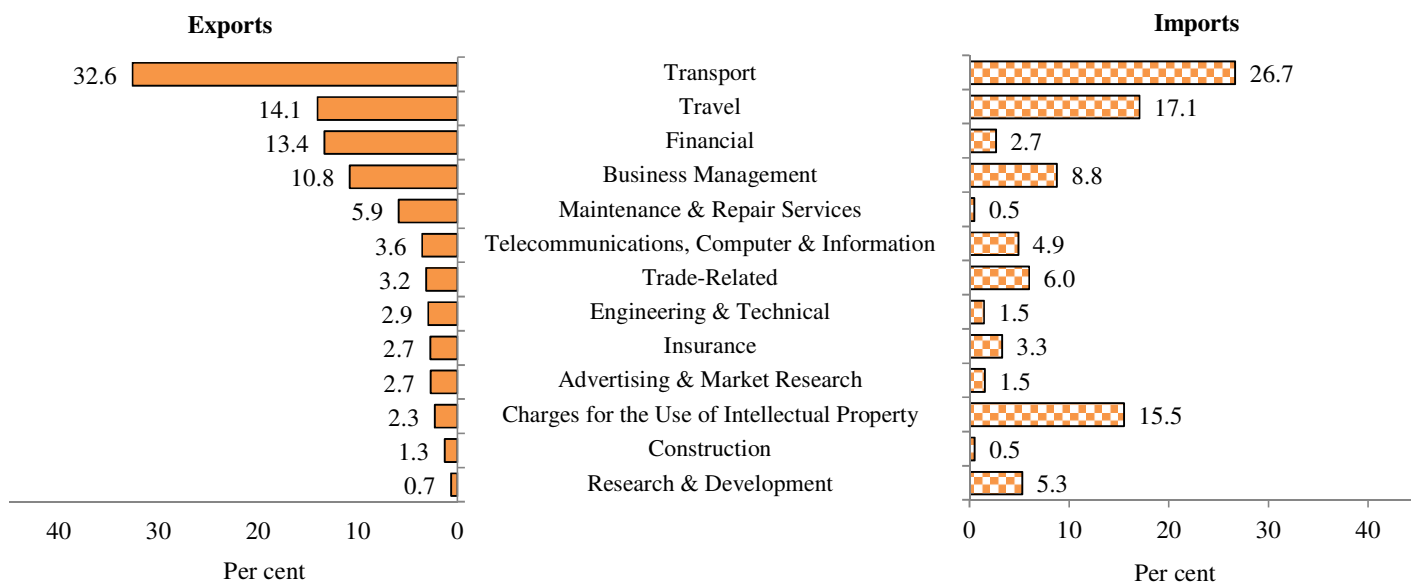 Exports Imports
32.6 Transport 26.7
14.1 Travel 17.1
13.4 Financial 2.7
10.8 Business Management 8.8
5.9 Maintenance & Repair Services 0.5
3.6 Telecommunications, Computer & Information 4.9
3.2 Trade-Related 6.0
2.9 Engineering & Technical 1.5
2.7 Insurance 3.3
2.7 Advertising & Market Research 1.5
2.3 Charges for the Use of Intellectual Property 15.5
1.3 Construction 0.5
0.7 Research & Development 5.3
40 30 20 10 0 0 10 20 30 40
Per cent Per cent